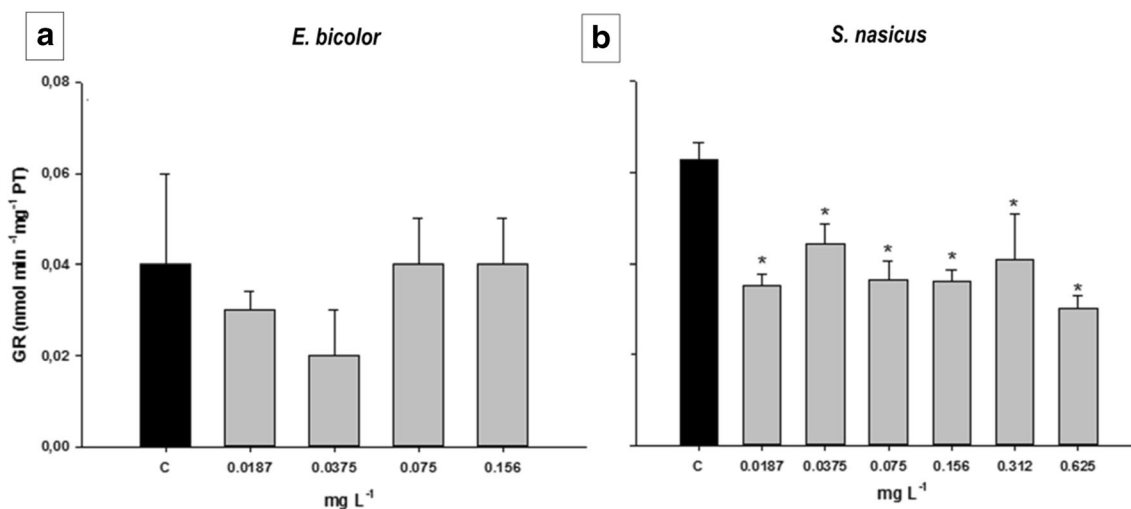 a
E. bicolor
b
S. nasicus
GR (nmol min ⁻¹mg⁻¹ PT)
0,08
0,06
0,04
0,02
0,00
C 0.0187 0.0375 0.075 0.156
mg L⁻¹
* * * * * *
C 0.0187 0.0375 0.075 0.156 0.312 0.625
mg L⁻¹